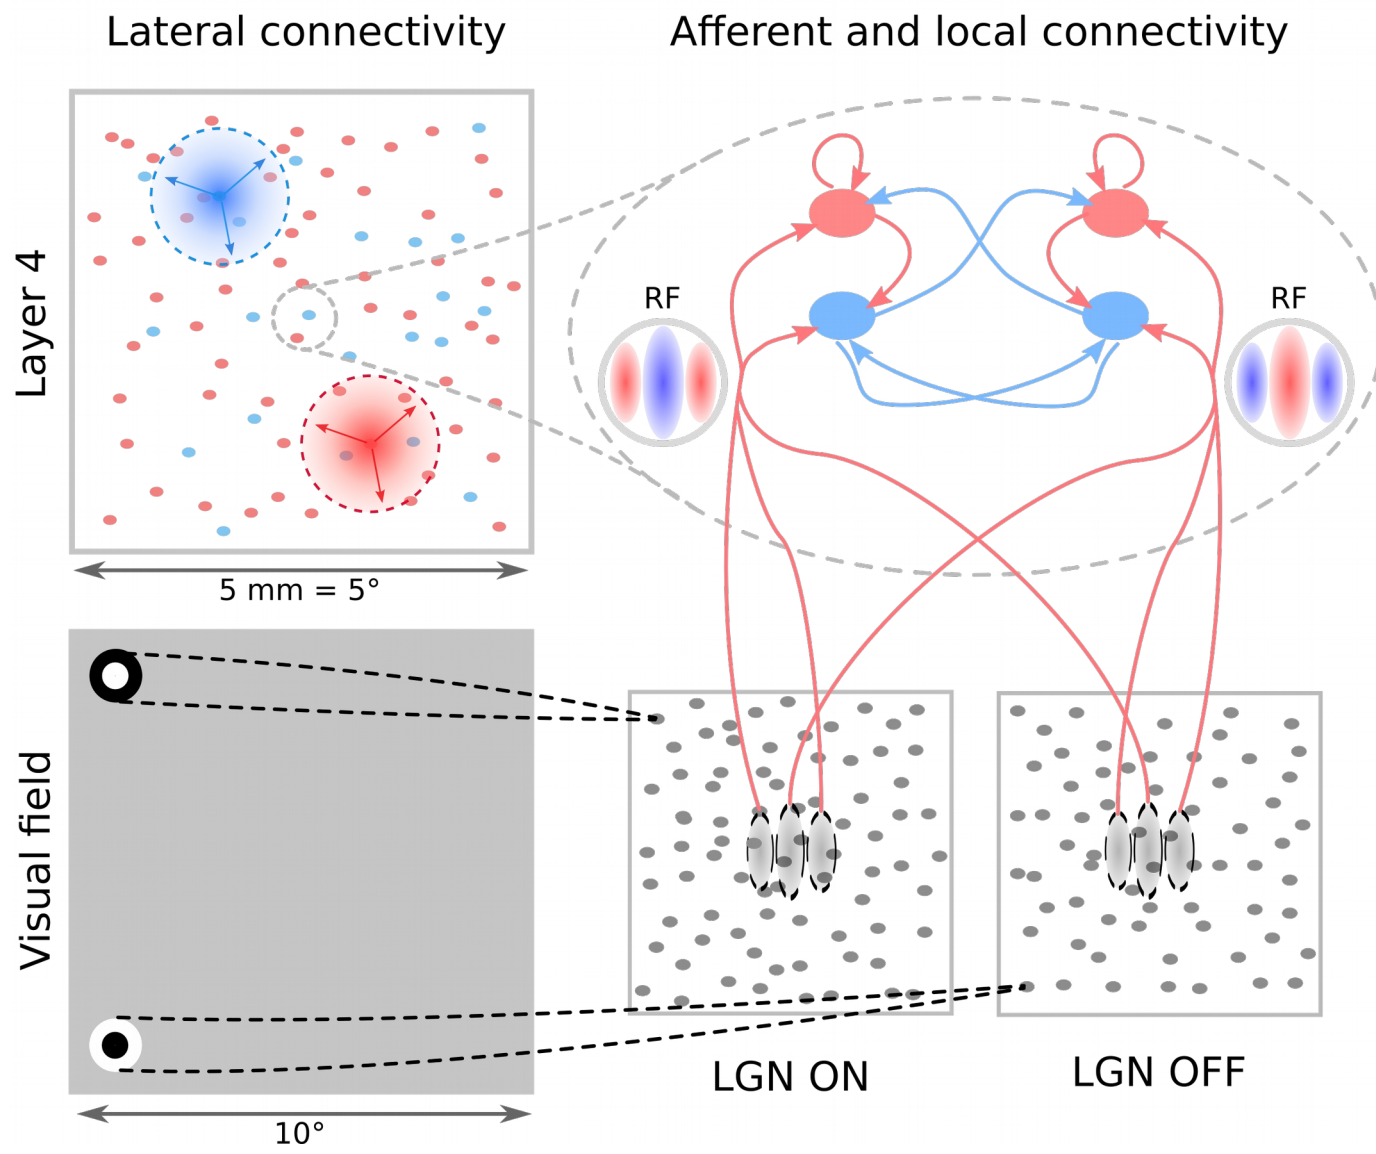 Lateral connectivity
Afferent and local connectivity
Layer 4
RF
RF
5 mm = 5°
Visual field
LGN ON
LGN OFF
10°